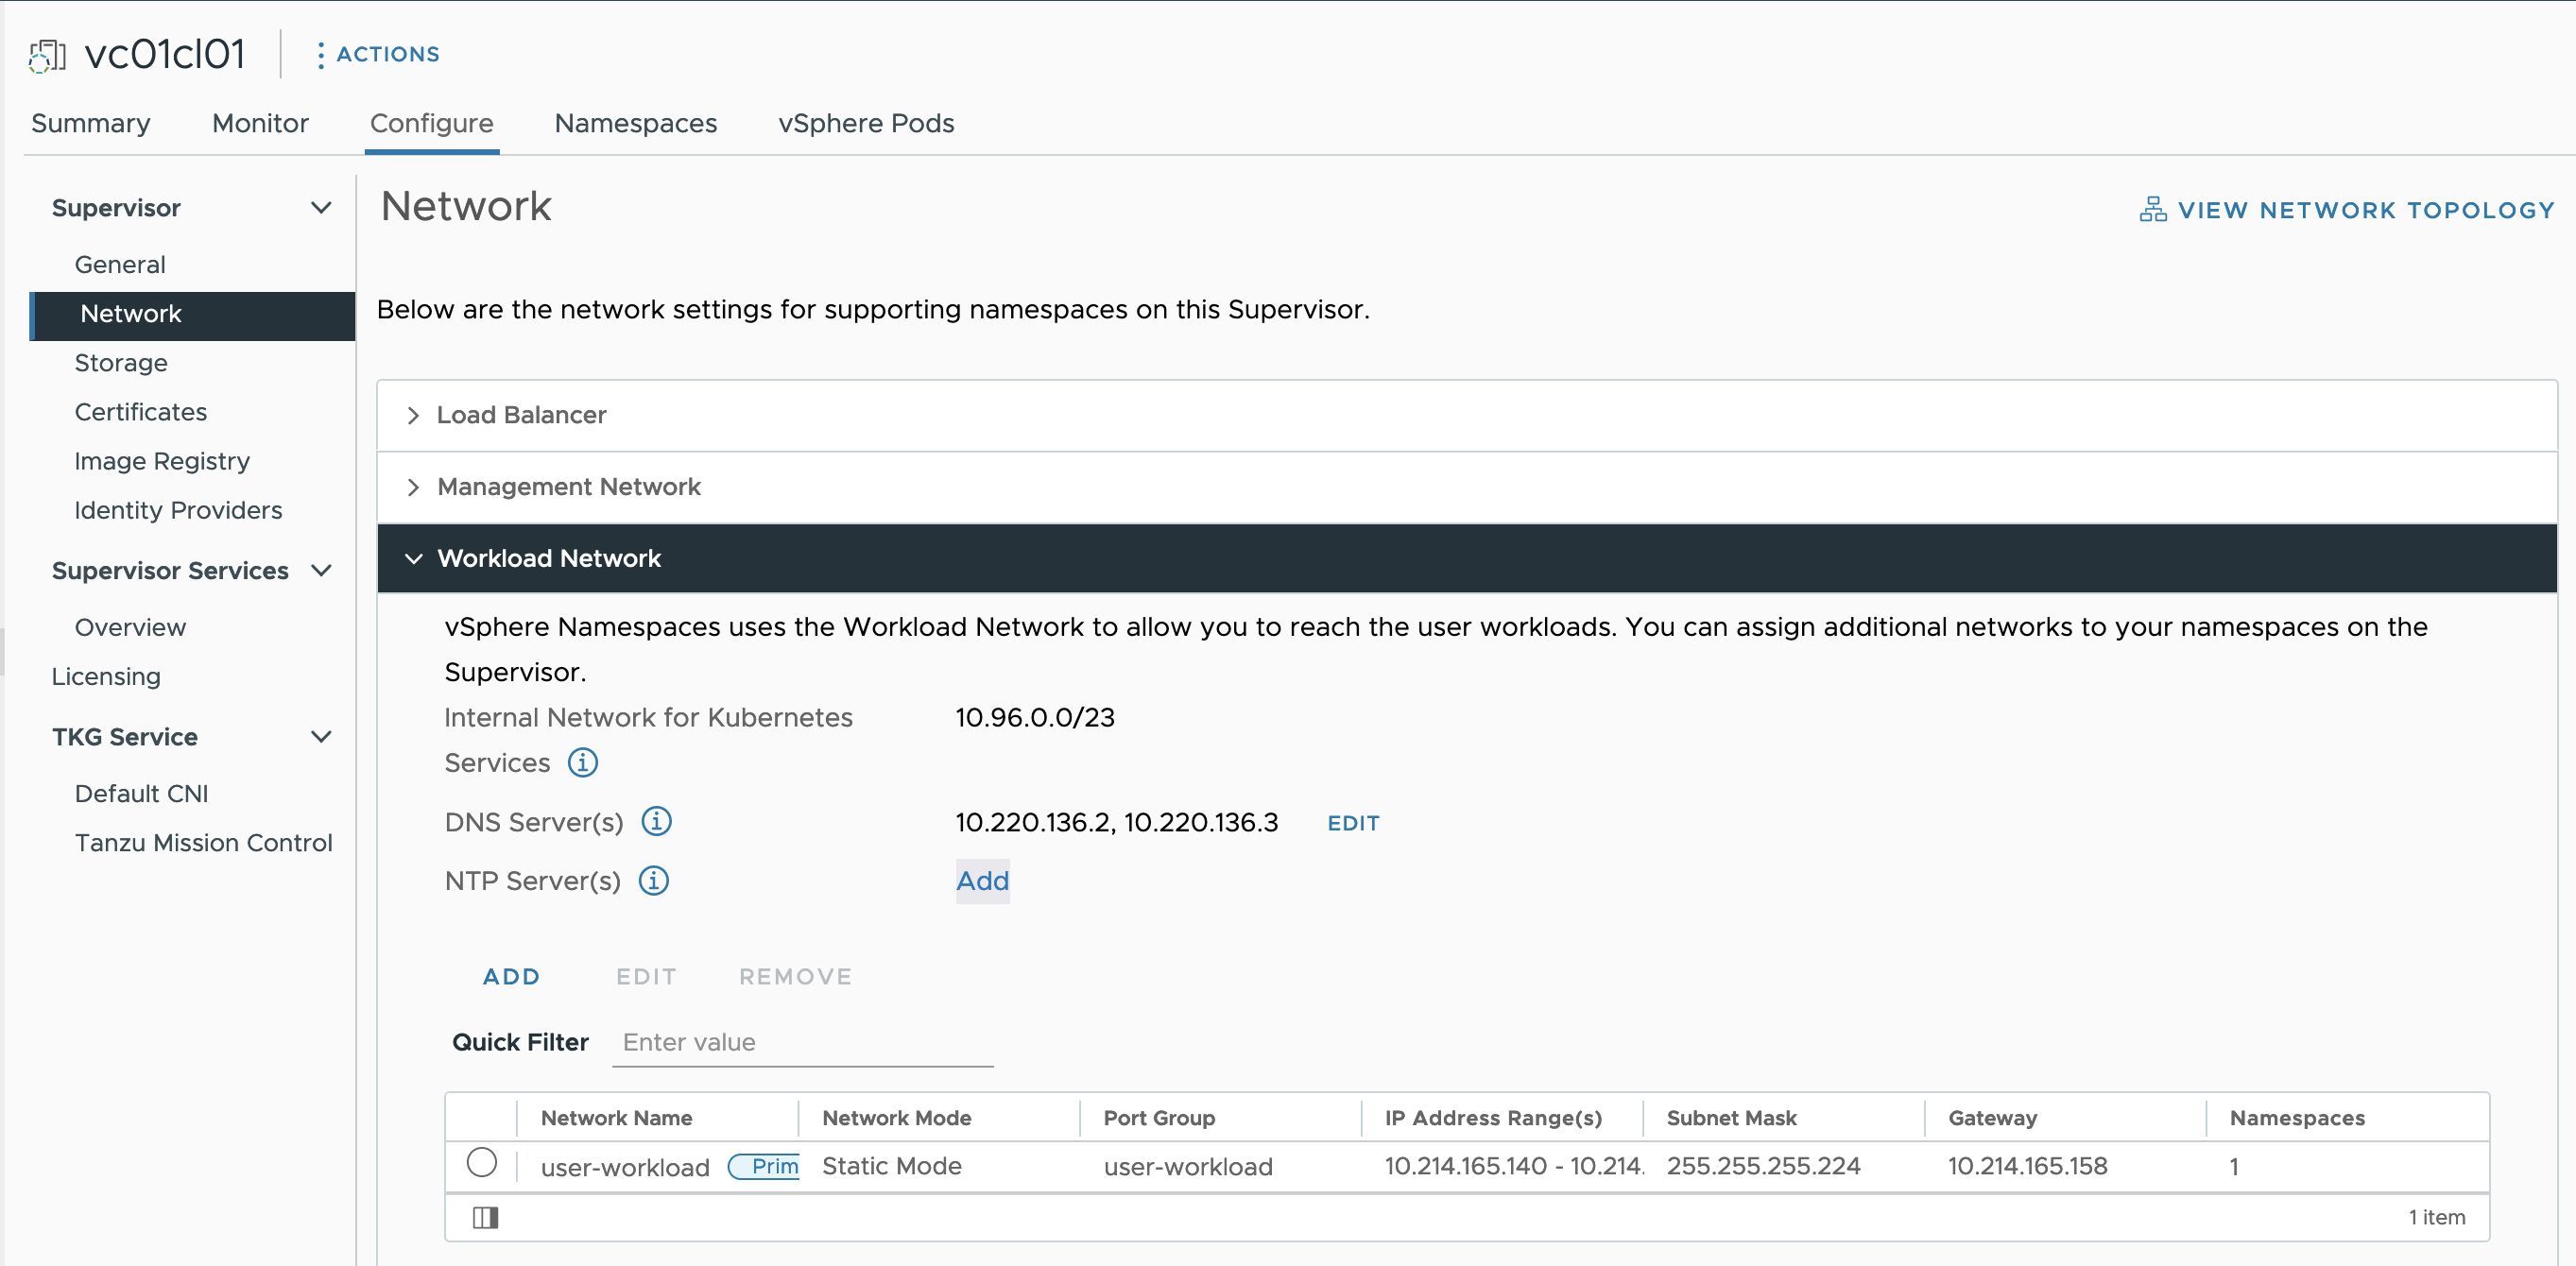 vc01cl01
ACTIONS
Summary Monitor Configure Namespaces vSphere Pods
Supervisor
General
Network
Storage
Certificates
Image Registry
Identity Providers
Supervisor Services
Overview
Licensing
TKG Service
Default CNI
Tanzu Mission Control
Network
VIEW NETWORK TOPOLOGY
Below are the network settings for supporting namespaces on this Supervisor.
Load Balancer
Management Network
Workload Network
vSphere Namespaces uses the Workload Network to allow you to reach the user workloads. You can assign additional networks to your namespaces on the
Supervisor.
Internal Network for Kubernetes 10.96.0.0/23
Services
DNS Server(s) 10.220.136.2, 10.220.136.3 EDIT
NTP Server(s) Add
ADD EDIT REMOVE
Quick Filter Enter value
Network Name Network Mode Port Group IP Address Range(s) Subnet Mask Gateway Namespaces
user-workload Prim Static Mode user-workload 10.214.165.140 - 10.214. 255.255.255.224 10.214.165.158 1
1 item